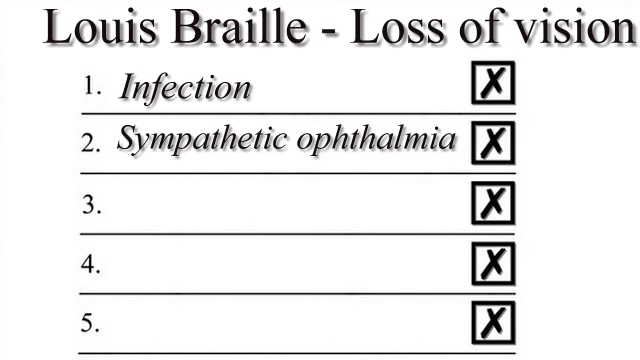 Louis Braille - Loss of vision
1. Infection ✗
2. Sympathetic ophthalmia ✗
3. ✗
4. ✗
5. ✗